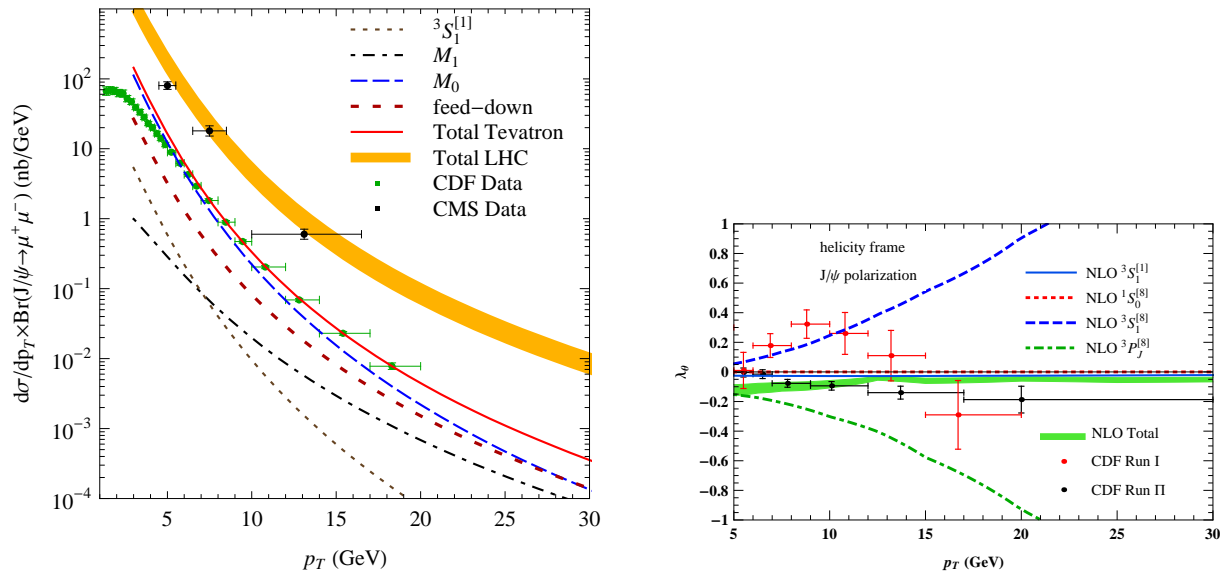 dσ/dp_T×Br(J/ψ→μ⁺μ⁻) (nb/GeV)
10²
10
1
10⁻¹
10⁻²
10⁻³
10⁻⁴
5
10
15
20
25
30
p_T (GeV)
³S₁^[1]
M₁
M₀
feed-down
Total Tevatron
Total LHC
CDF Data
CMS Data
λ_θ
1
0.8
0.6
0.4
0.2
0
−0.2
−0.4
−0.6
−0.8
−1
5
10
15
20
25
30
p_T (GeV)
helicity frame
J/ψ polarization
NLO ³S₁^[1]
NLO ¹S₀^[8]
NLO ³S₁^[8]
NLO ³P_J^[8]
NLO Total
CDF Run I
CDF Run Π